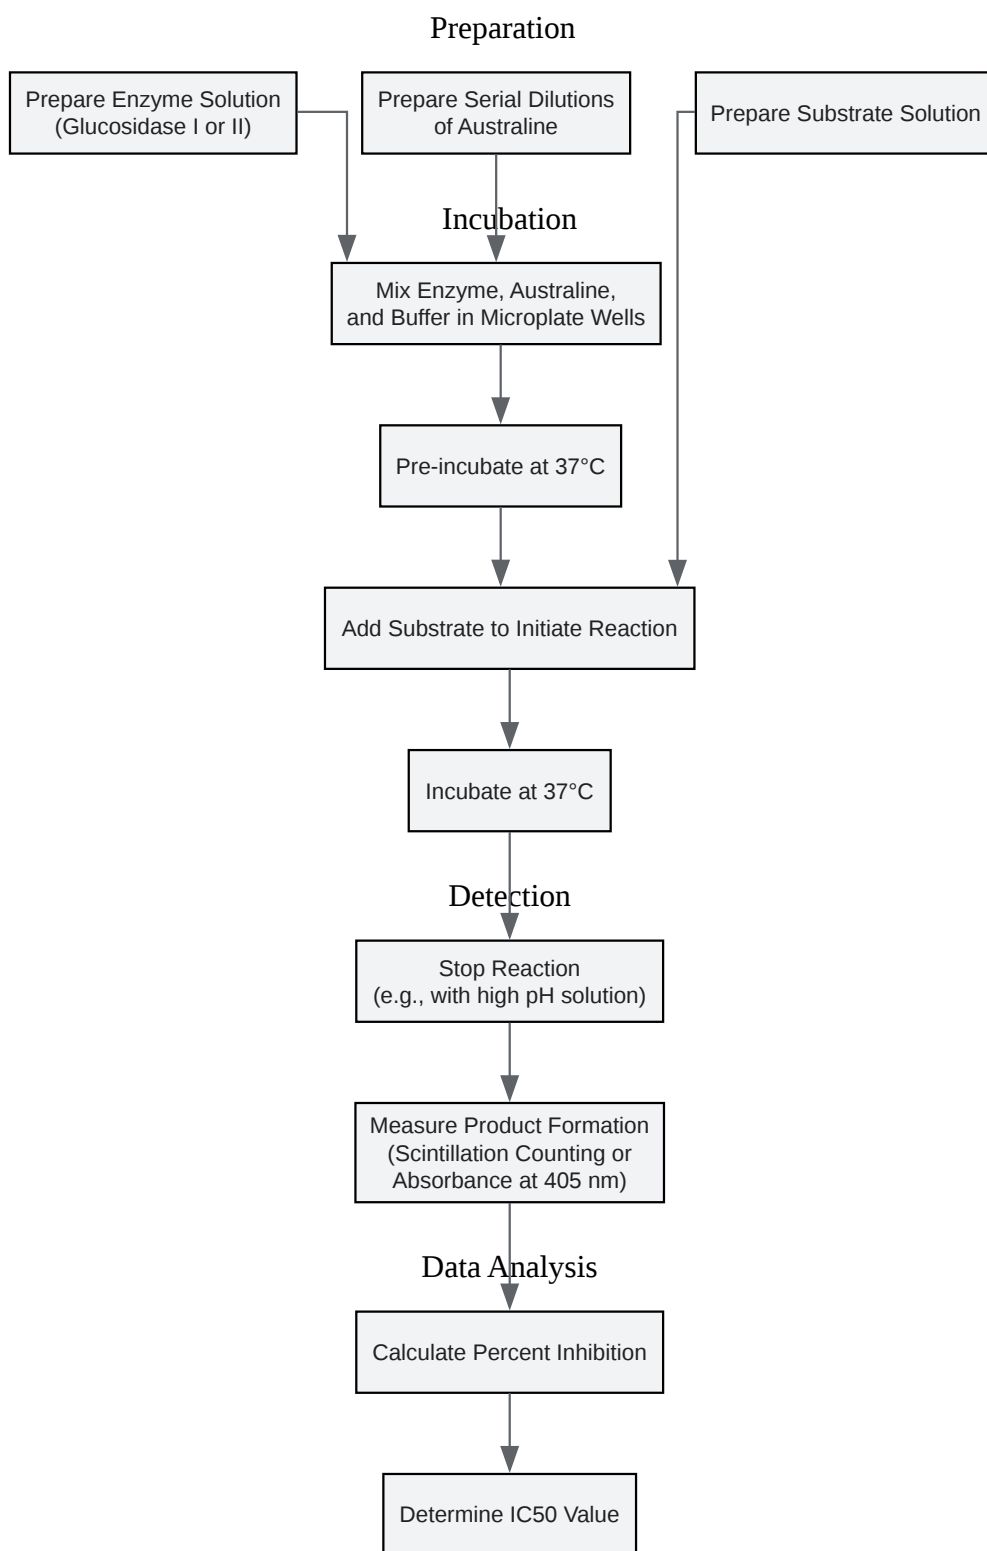 Preparation
Prepare Enzyme Solution
(Glucosidase I or II)
Prepare Serial Dilutions
of Australine
Prepare Substrate Solution
Incubation
Mix Enzyme, Australine,
and Buffer in Microplate Wells
Pre-incubate at 37°C
Add Substrate to Initiate Reaction
Incubate at 37°C
Detection
Stop Reaction
(e.g., with high pH solution)
Measure Product Formation
(Scintillation Counting or
Absorbance at 405 nm)
Data Analysis
Calculate Percent Inhibition
Determine IC50 Value